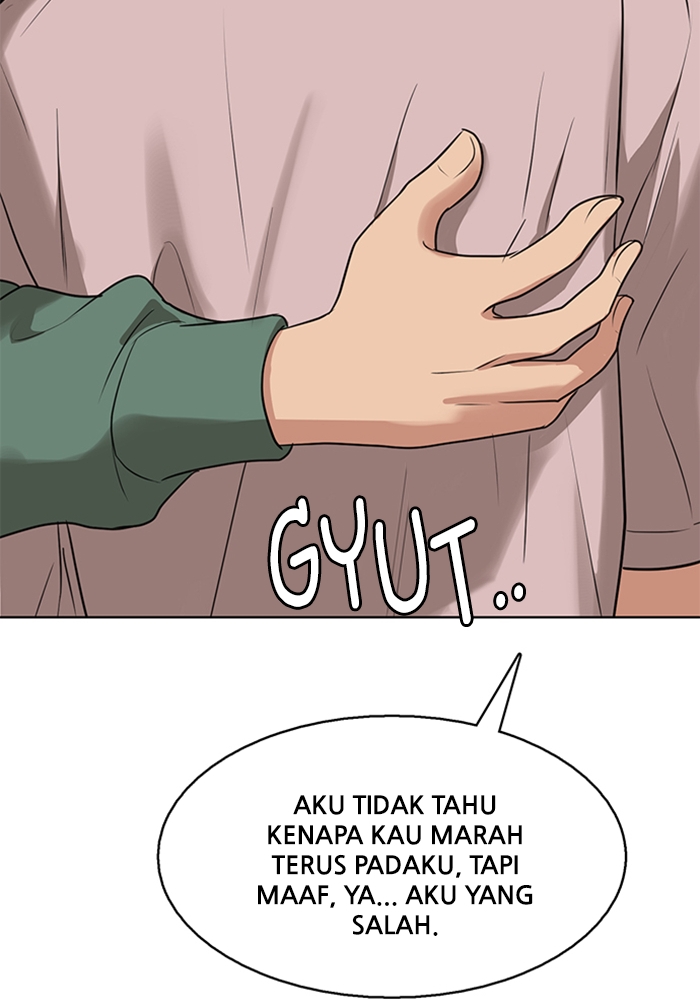 GYUT..
AKU TIDAK TAHU
KENAPA KAU MARAH
TERUS PADAKU, TAPI
MAAF, YA... AKU YANG
SALAH.